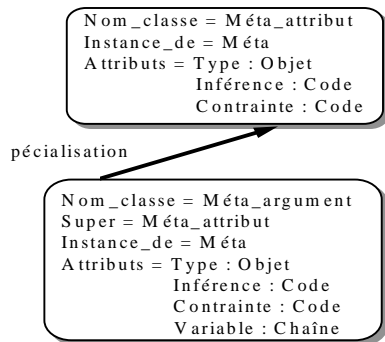 Nom_classe = Méta_attribut
Instance_de = Méta
Attributs = Type : Objet
Inférence : Code
Contrainte : Code
pécialisation
Nom_classe = Méta_argument
Super = Méta_attribut
Instance_de = Méta
Attributs = Type : Objet
Inférence : Code
Contrainte : Code
Variable : Chaîne